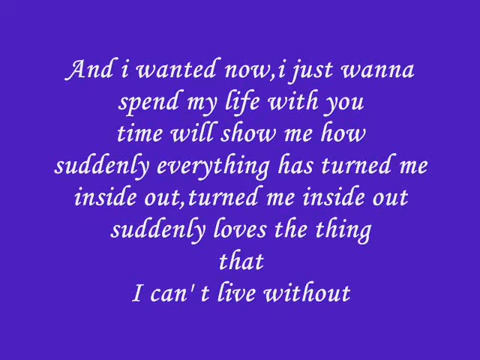 And i wanted now,i just wanna
spend my life with you
time will show me how
suddenly everything has turned me
inside out,turned me inside out
suddenly loves the thing
that
I can' t live without